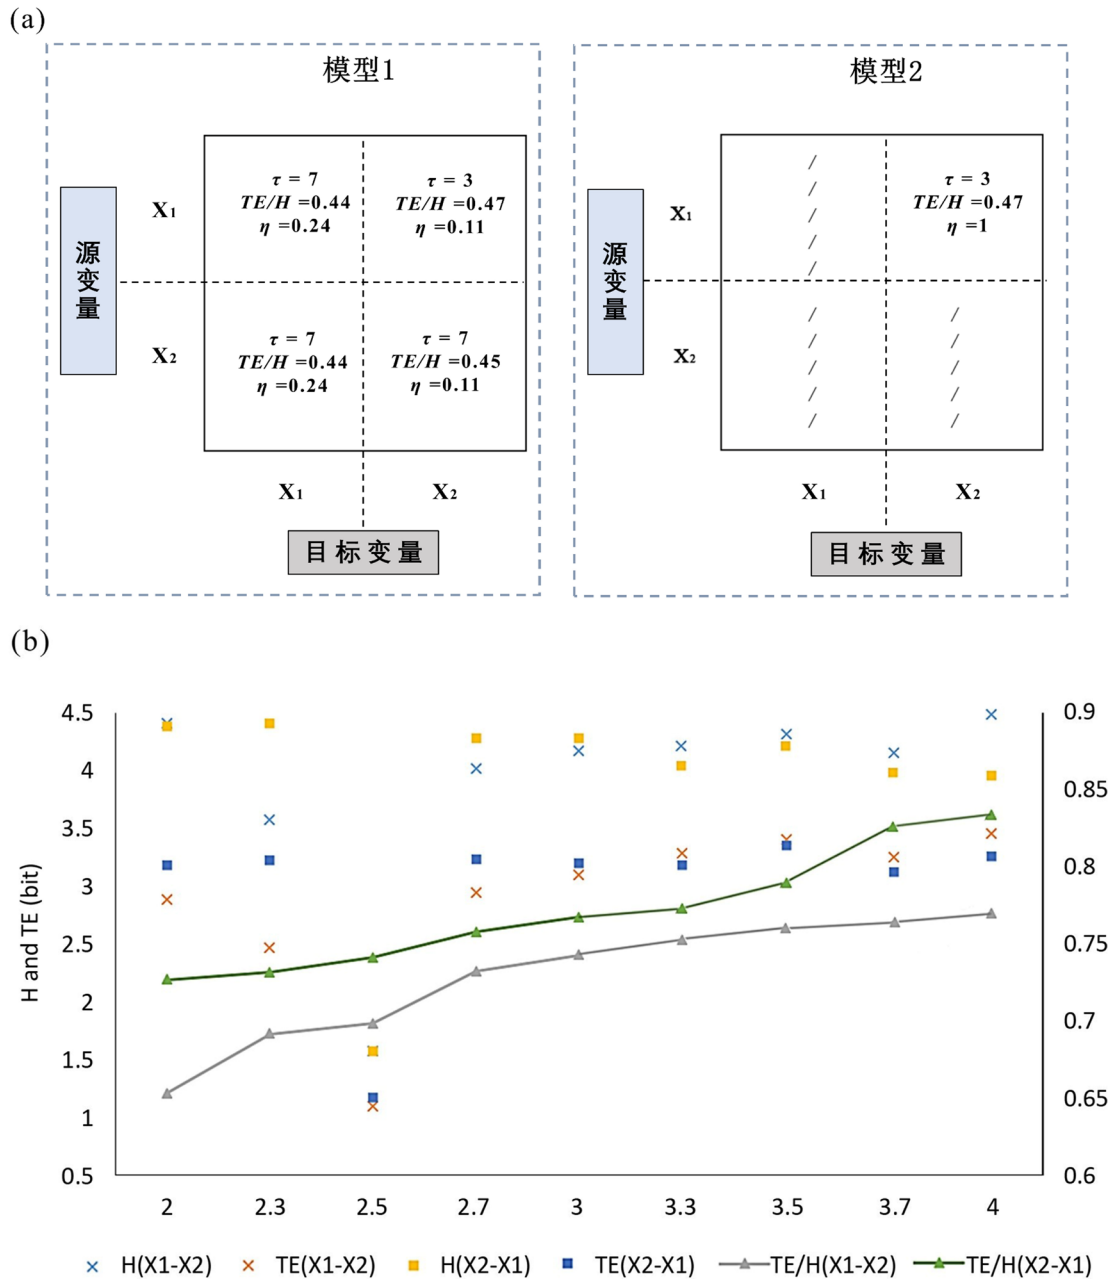 (a)
模型1
源变量
X₁
τ = 7
TE/H =0.44
η =0.24
τ = 3
TE/H =0.47
η =0.11
X₂
τ = 7
TE/H =0.44
η =0.24
τ = 7
TE/H =0.45
η =0.11
X₁ X₂
目标变量
模型2
源变量
X₁
/
/
/
/
/
τ = 3
TE/H =0.47
η =1
X₂
/
/
/
/
/
/
/
/
/
/
X₁ X₂
目标变量
(b)
H and TE (bit)
4.5
4
3.5
3
2.5
2
1.5
1
0.5
0.9
0.85
0.8
0.75
0.7
0.65
0.6
2 2.3 2.5 2.7 3 3.3 3.5 3.7 4
H(X1-X2) TE(X1-X2) H(X2-X1) TE(X2-X1) TE/H(X1-X2) TE/H(X2-X1)